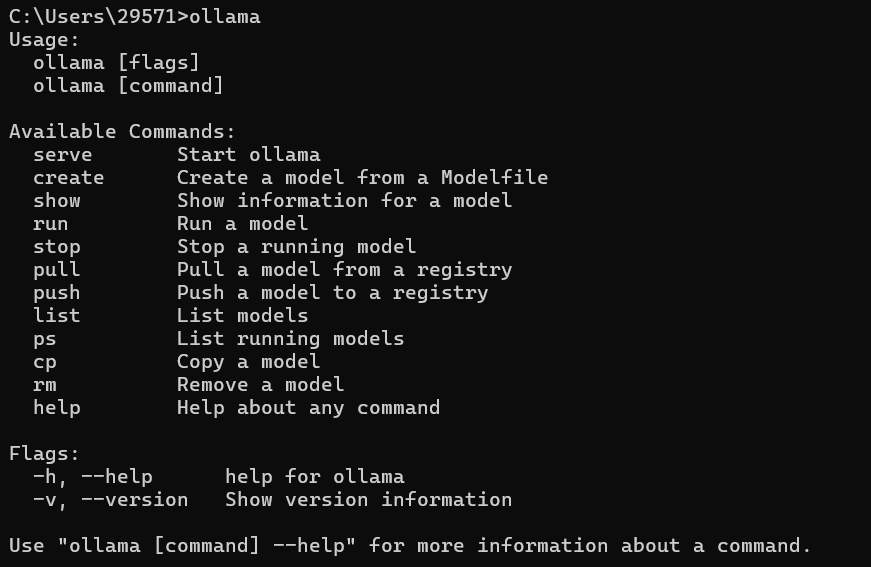 C:\Users\29571>ollama
Usage:
  ollama [flags]
  ollama [command]

Available Commands:
  serve       Start ollama
  create      Create a model from a Modelfile
  show        Show information for a model
  run         Run a model
  stop        Stop a running model
  pull        Pull a model from a registry
  push        Push a model to a registry
  list        List models
  ps          List running models
  cp          Copy a model
  rm          Remove a model
  help        Help about any command

Flags:
  -h, --help      help for ollama
  -v, --version   Show version information

Use "ollama [command] --help" for more information about a command.